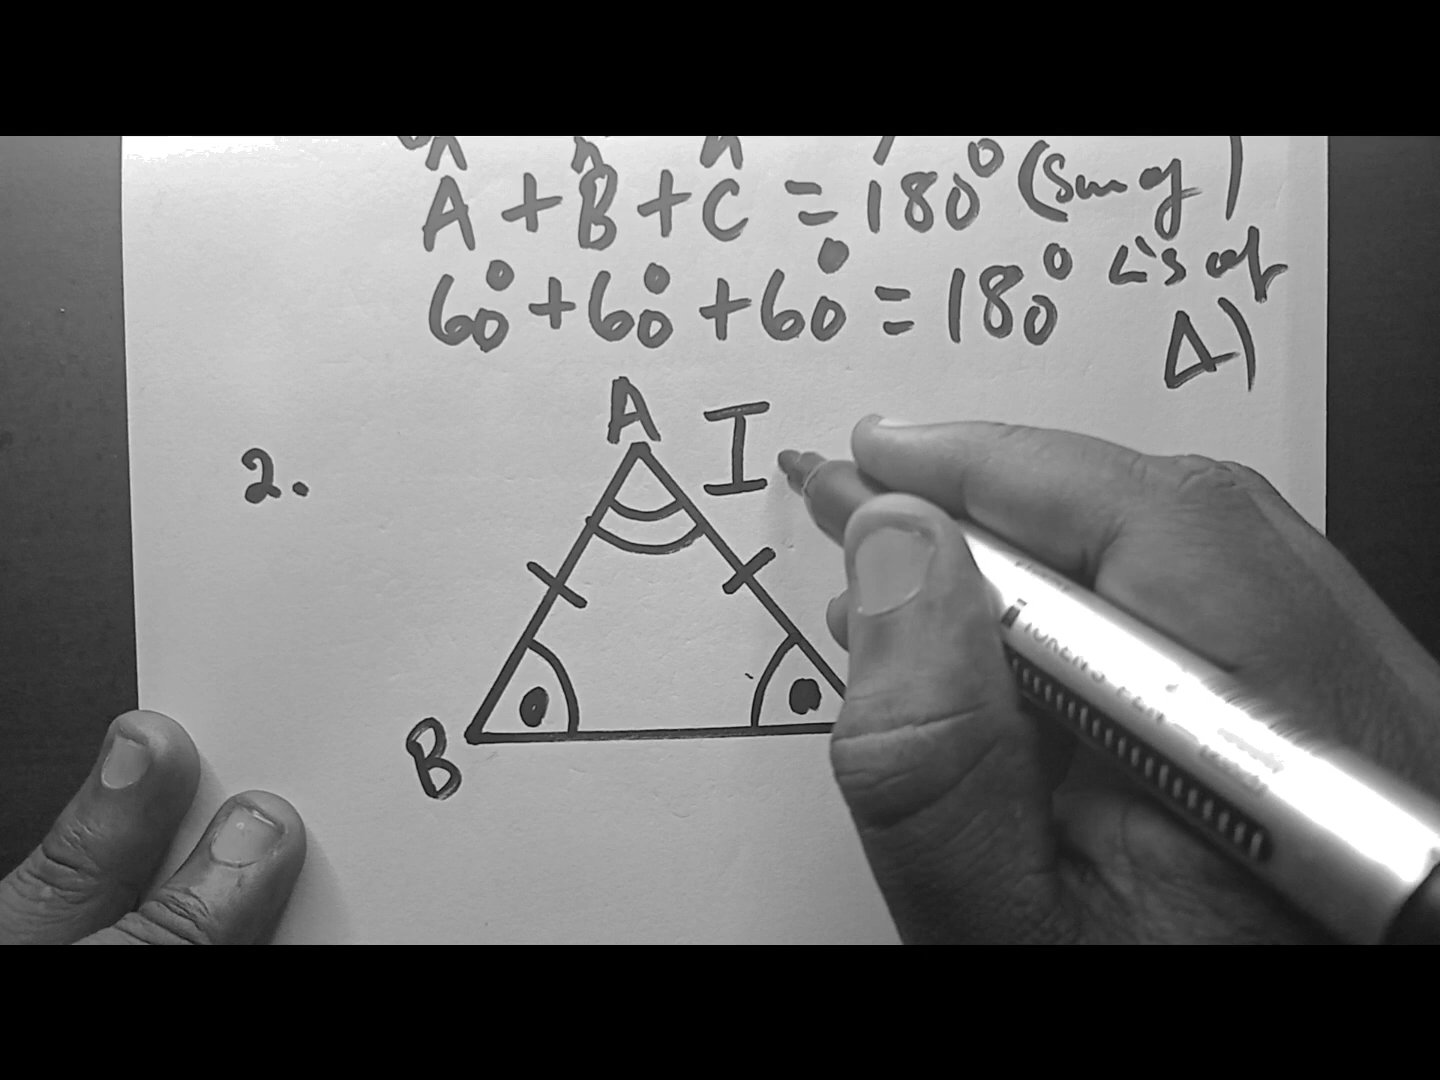 Â + B̂ + Ĉ = 180° (Sum of)
60° + 60° + 60° = 180° <'s of
Δ)
A I
2.
B